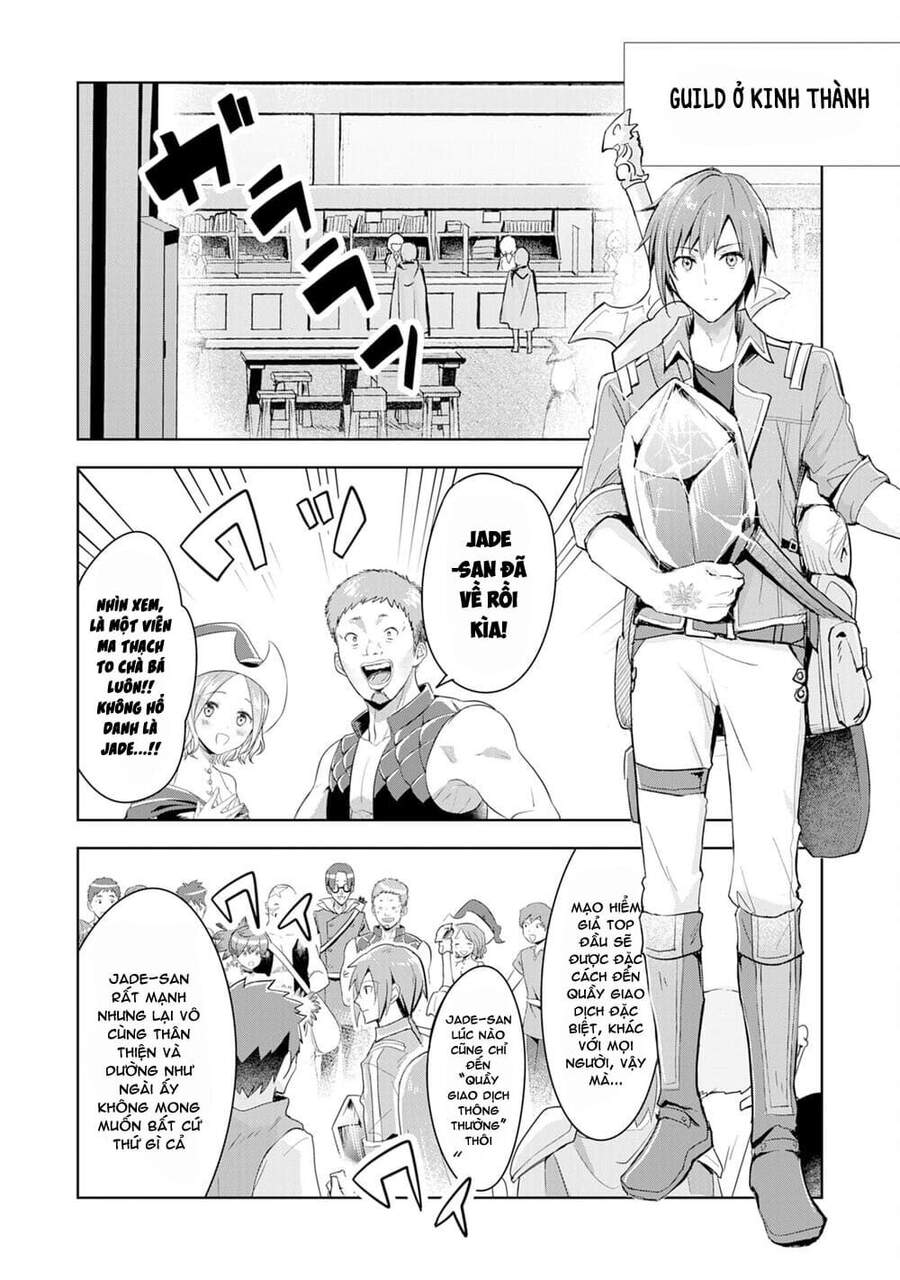 GUILD Ở KINH THÀNH
ガラララン
JADE
-SAN ĐÃ
VỀ RỒI
KÌA!
NHÌN XEM,
LÀ MỘT VIÊN
MA THẠCH
TO CHÀ BÁ
LUÔN!!
KHÔNG HỔ
DANH LÀ
JADE...!!
MẠO HIỂM
GIẢ TOP
ĐẦU SẼ
ĐƯỢC ĐẶC
CÁCH ĐẾN
QUẦY GIAO
DỊCH ĐẶC
BIỆT, KHÁC
VỚI MỌI
NGƯỜI, VẬY
MÀ...
JADE-SAN
LÚC NÀO
CŨNG CHỈ
ĐẾN
"QUẦY
GIAO DỊCH
THÔNG
THƯỜNG"
THÔI
JADE-SAN
RẤT MẠNH
NHƯNG LẠI VÔ
CÙNG THÂN
THIỆN VÀ
DƯỜNG NHƯ
NGÀI ẤY
KHÔNG MONG
MUỐN BẤT CỨ
THỨ GÌ CẢ
ワイ
ワイ